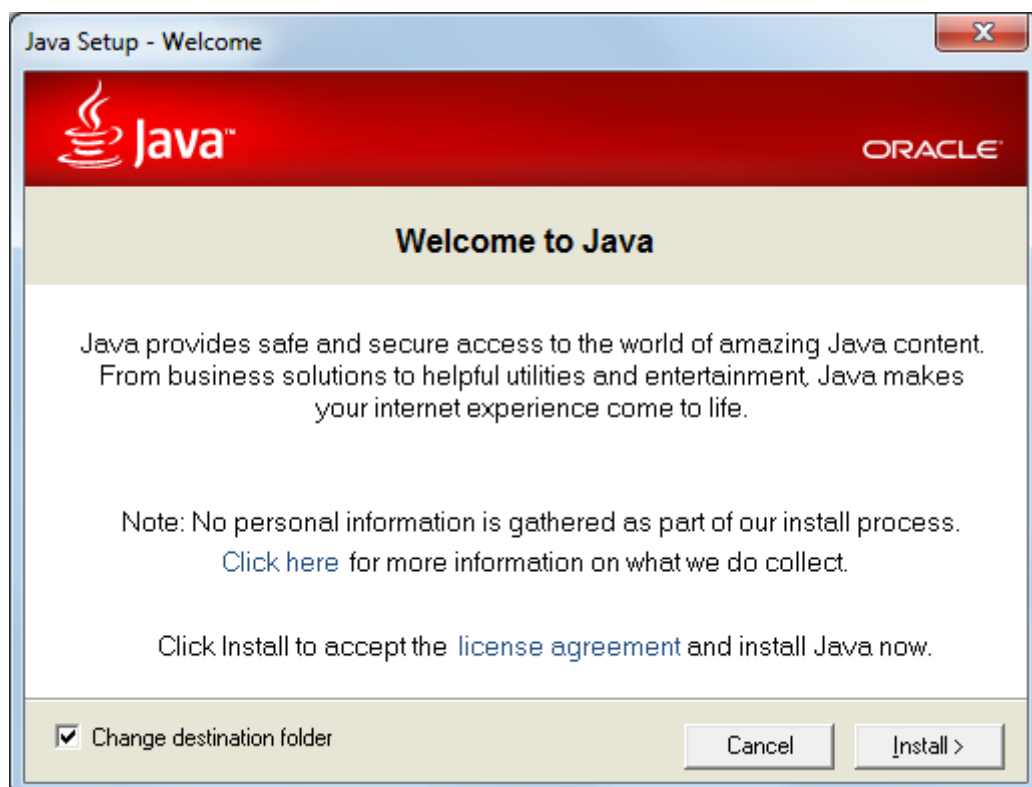 Java Setup - Welcome
Java™
ORACLE®
Welcome to Java
Java provides safe and secure access to the world of amazing Java content.
From business solutions to helpful utilities and entertainment, Java makes
your internet experience come to life.
Note: No personal information is gathered as part of our install process.
Click here for more information on what we do collect.
Click Install to accept the license agreement and install Java now.
Change destination folder
Cancel
Install >